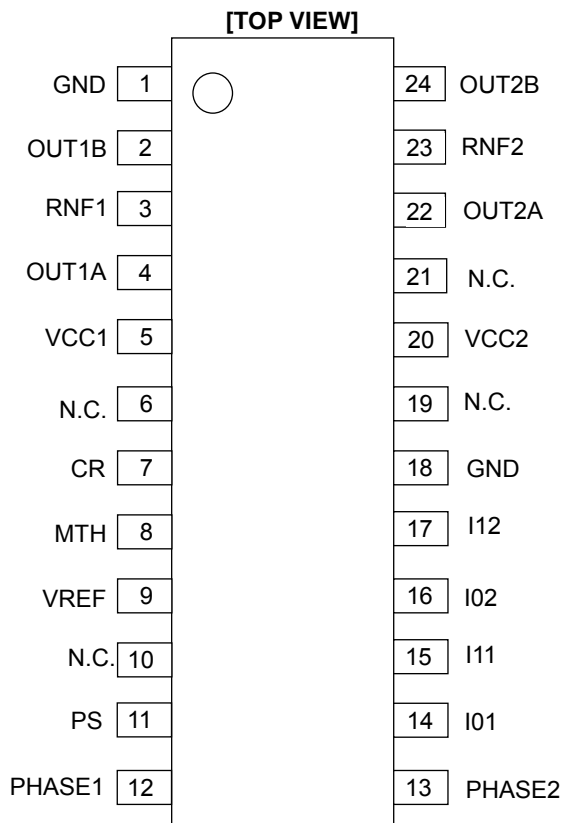 [TOP VIEW]
GND 1 24 OUT2B
OUT1B 2 23 RNF2
RNF1 3 22 OUT2A
OUT1A 4 21 N.C.
VCC1 5 20 VCC2
N.C. 6 19 N.C.
CR 7 18 GND
MTH 8 17 I12
VREF 9 16 I02
N.C. 10 15 I11
PS 11 14 I01
PHASE1 12 13 PHASE2